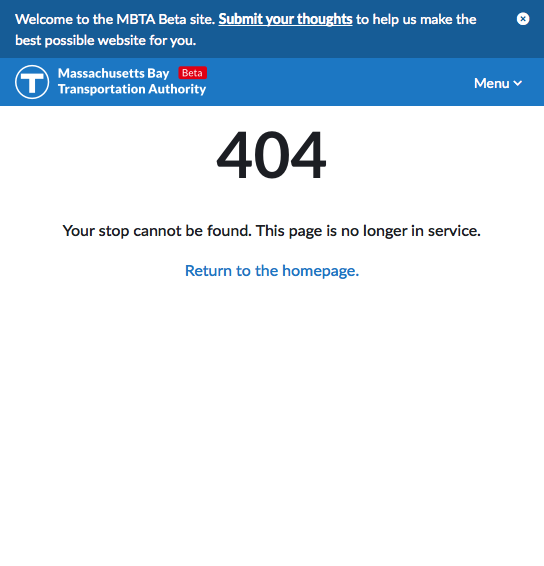 Welcome to the MBTA Beta site. Submit your thoughts to help us make the
best possible website for you.
T
Massachusetts Bay Beta
Transportation Authority
Menu
404
Your stop cannot be found. This page is no longer in service.
Return to the homepage.